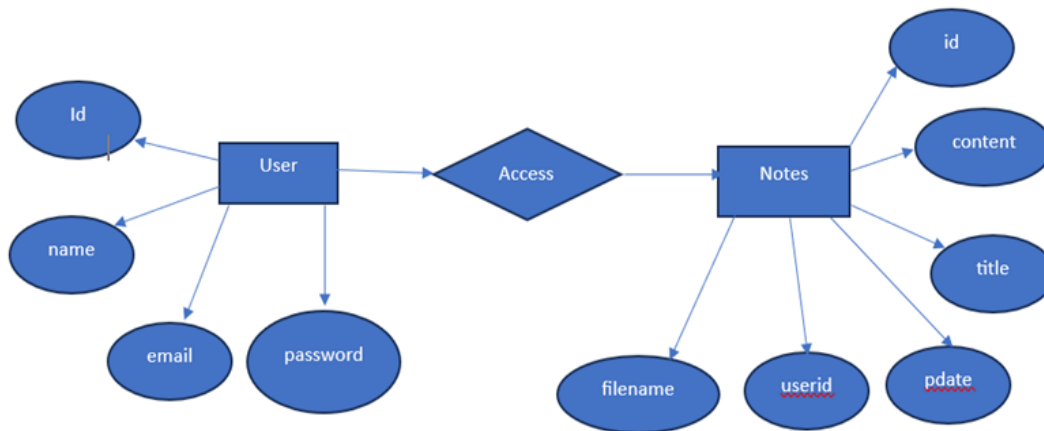 id
Id
content
User
Access
Notes
name
title
email
password
filename
userid
pdate